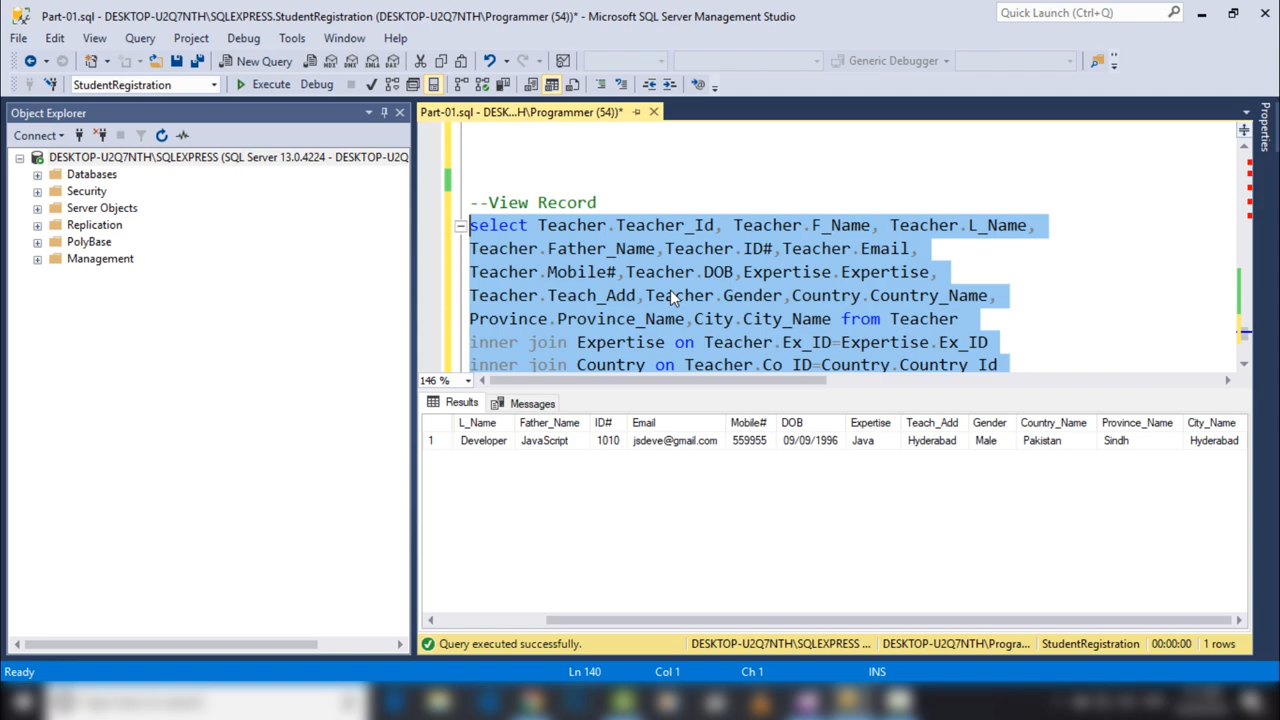 Part-01.sql - DESKTOP-U2Q7NTH\SQLEXPRESS.StudentRegistration (DESKTOP-U2Q7NTH\Programmer (54))* - Microsoft SQL Server Management Studio
Quick Launch (Ctrl+Q)
File Edit View Query Project Debug Tools Window Help
New Query
Generic Debugger
StudentRegistration Execute Debug
Object Explorer
Part-01.sql - DESK...H\Programmer (54))*
Properties
Connect
DESKTOP-U2Q7NTH\SQLEXPRESS (SQL Server 13.0.4224 - DESKTOP-U2Q
Databases
Security
Server Objects
Replication
PolyBase
Management
--View Record
select Teacher.Teacher_Id, Teacher.F_Name, Teacher.L_Name,
Teacher.Father_Name,Teacher.ID#,Teacher.Email,
Teacher.Mobile#,Teacher.DOB,Expertise.Expertise,
Teacher.Teach_Add,Teacher.Gender,Country.Country_Name,
Province.Province_Name,City.City_Name from Teacher
inner join Expertise on Teacher.Ex_ID=Expertise.Ex_ID
inner join Country on Teacher.Co_ID=Country.Country_Id
146 %
Results Messages
L_Name Father_Name ID# Email Mobile# DOB Expertise Teach_Add Gender Country_Name Province_Name City_Name
1 Developer JavaScript 1010 jsdeve@gmail.com 559955 09/09/1996 Java Hyderabad Male Pakistan Sindh Hyderabad
Query executed successfully. DESKTOP-U2Q7NTH\SQLEXPRESS ... DESKTOP-U2Q7NTH\Progra... StudentRegistration 00:00:00 1 rows
Ready Ln 140 Col 1 Ch 1 INS